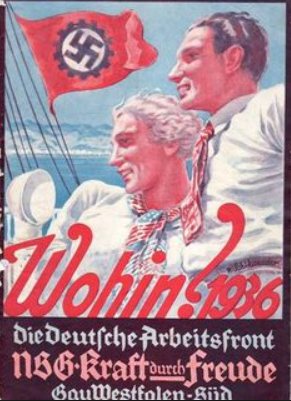 Wohin? 1936
Die Deutsche Arbeitsfront
NSG-Kraft durch Freude
Gau Westfalen-Süd